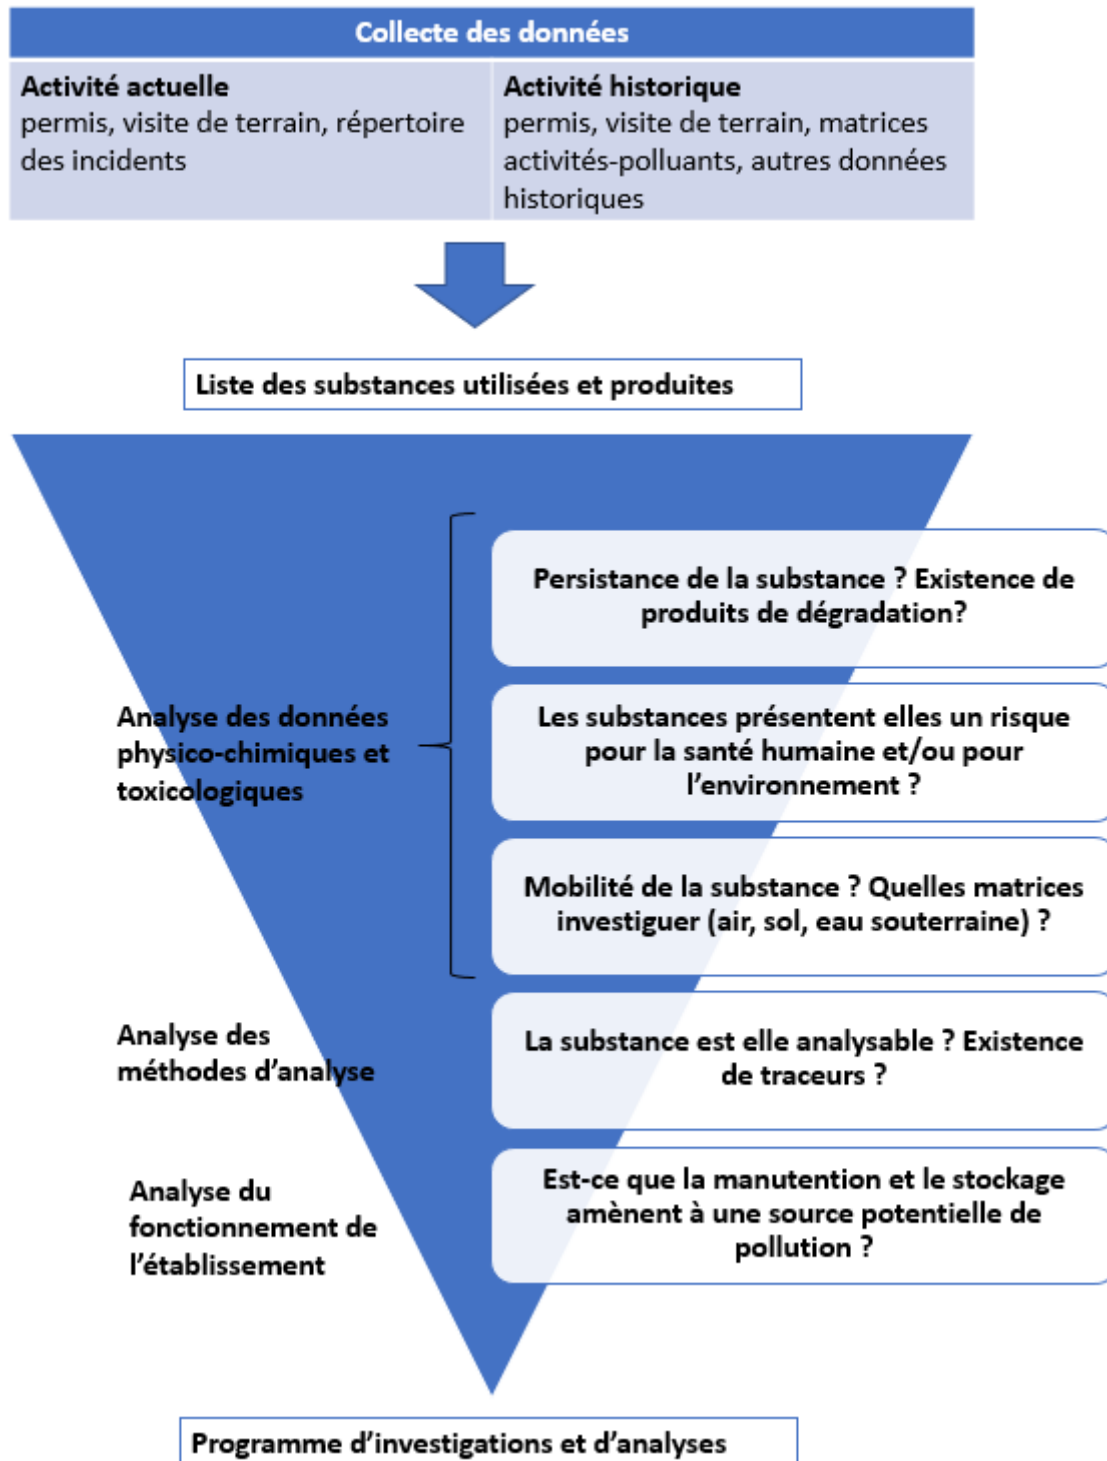 Collecte des données
Activité actuelle
permis, visite de terrain, répertoire
des incidents
Activité historique
permis, visite de terrain, matrices
activités-polluants, autres données
historiques
Liste des substances utilisées et produites
Analyse des données
physico-chimiques et
toxicologiques
Persistance de la substance ? Existence de
produits de dégradation?
Les substances présentent elles un risque
pour la santé humaine et/ou pour
l’environnement ?
Mobilité de la substance ? Quelles matrices
investiguer (air, sol, eau souterraine) ?
Analyse des
méthodes d’analyse
La substance est elle analysable ? Existence
de traceurs ?
Analyse du
fonctionnement de
l’établissement
Est-ce que la manutention et le stockage
amènent à une source potentielle de
pollution ?
Programme d’investigations et d’analyses